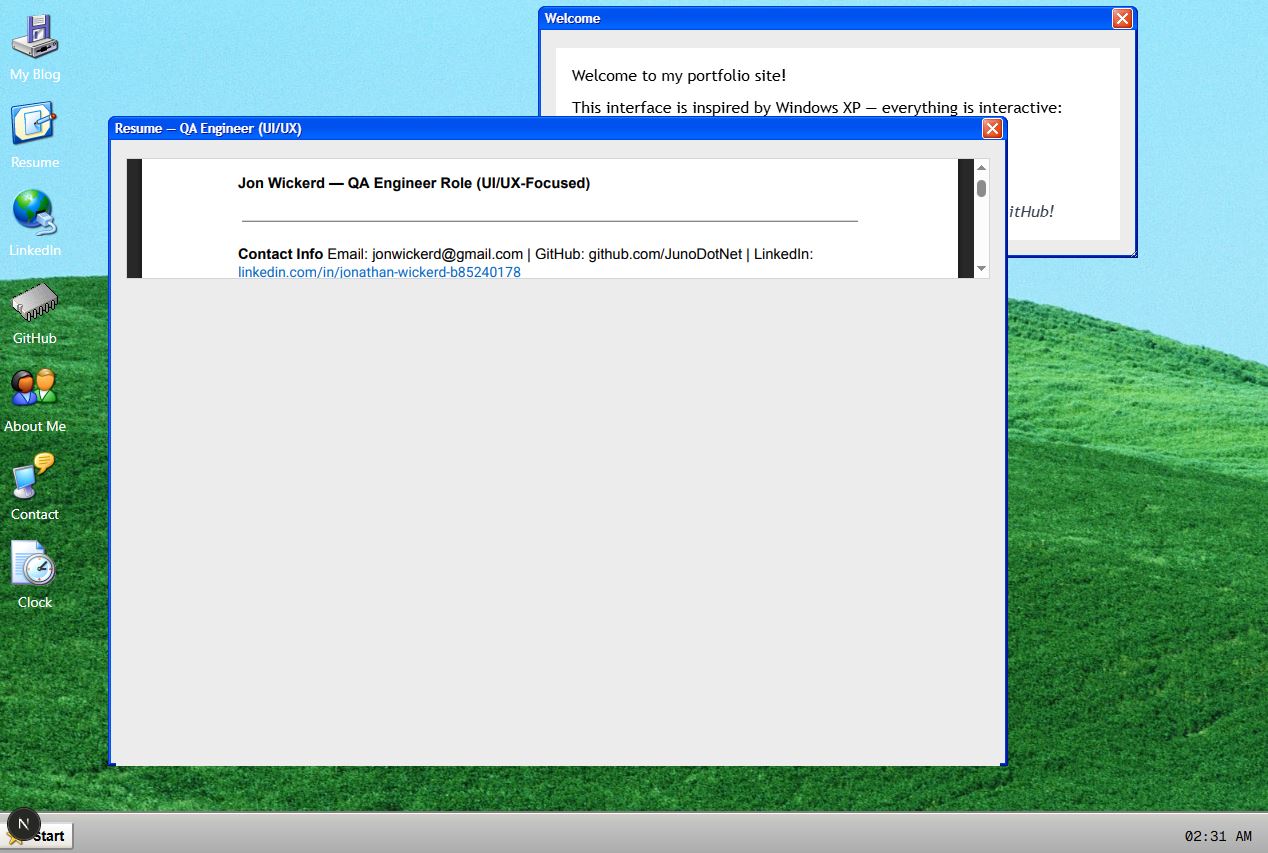 Welcome
Welcome to my portfolio site!
This interface is inspired by Windows XP — everything is interactive:
itHub!
My Blog
Resume
LinkedIn
GitHub
About Me
Contact
Clock
Resume — QA Engineer (UI/UX)
Jon Wickerd — QA Engineer Role (UI/UX-Focused)
Contact Info Email: jonwickerd@gmail.com | GitHub: github.com/JunoDotNet | LinkedIn:
linkedin.com/in/jonathan-wickerd-b85240178
N
Start
02:31 AM